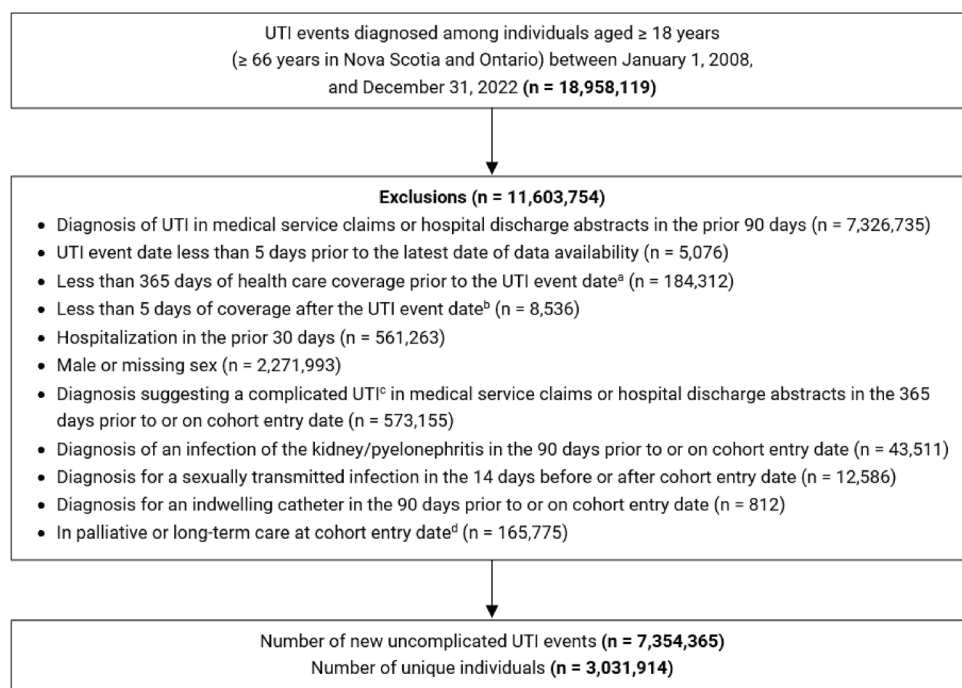 UTI events diagnosed among individuals aged ≥ 18 years
(≥ 66 years in Nova Scotia and Ontario) between January 1, 2008,
and December 31, 2022 (n = 18,958,119)
Exclusions (n = 11,603,754)
• Diagnosis of UTI in medical service claims or hospital discharge abstracts in the prior 90 days (n = 7,326,735)
• UTI event date less than 5 days prior to the latest date of data availability (n = 5,076)
• Less than 365 days of health care coverage prior to the UTI event dateᵃ (n = 184,312)
• Less than 5 days of coverage after the UTI event dateᵇ (n = 8,536)
• Hospitalization in the prior 30 days (n = 561,263)
• Male or missing sex (n = 2,271,993)
• Diagnosis suggesting a complicated UTIᶜ in medical service claims or hospital discharge abstracts in the 365
days prior to or on cohort entry date (n = 573,155)
• Diagnosis of an infection of the kidney/pyelonephritis in the 90 days prior to or on cohort entry date (n = 43,511)
• Diagnosis for a sexually transmitted infection in the 14 days before or after cohort entry date (n = 12,586)
• Diagnosis for an indwelling catheter in the 90 days prior to or on cohort entry date (n = 812)
• In palliative or long-term care at cohort entry dateᵈ (n = 165,775)
Number of new uncomplicated UTI events (n = 7,354,365)
Number of unique individuals (n = 3,031,914)